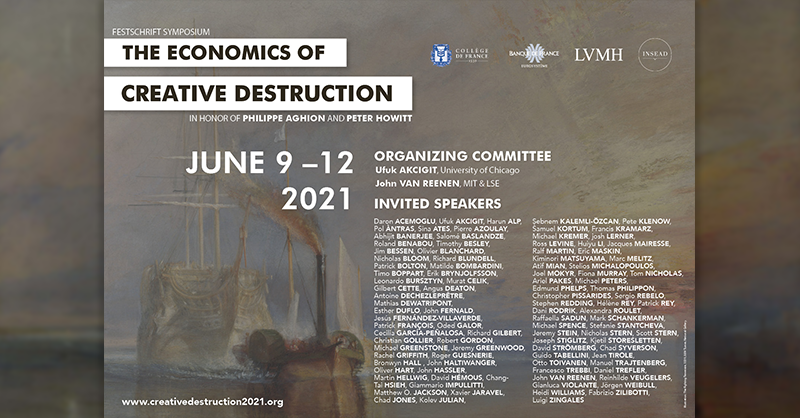 FESTSCHRIFT SYMPOSIUM
THE ECONOMICS OF
CREATIVE DESTRUCTION
IN HONOR OF PHILIPPE AGHION AND PETER HOWITT
COLLÈGE
DE FRANCE
BANQUE DE FRANCE
EUROSYSTÈME
LVMH
INSEAD
JUNE 9 –12
2021
ORGANIZING COMMITTEE
Ufuk AKCIGIT, University of Chicago
John VAN REENEN, MIT & LSE
INVITED SPEAKERS
Daron ACEMOGLU, Ufuk AKCIGIT, Harun ALP,
Pol ÀNTRAS, Sina ATES, Pierre AZOULAY,
Abhijit BANERJEE, Salomé BASLANDZE,
Roland BENABOU, Timothy BESLEY,
Jim BESSEN, Olivier BLANCHARD,
Nicholas BLOOM, Richard BLUNDELL,
Patrick BOLTON, Matilde BOMBARDINI,
Timo BOPPART, Erik BRYNJOLFSSON,
Leonardo BURSZTYN, Murat CELIK,
Gilbert CETTE, Angus DEATON,
Antoine DECHEZLEPRÊTRE,
Mathias DEWATRIPONT,
Esther DUFLO, John FERNALD,
Jesús FERNÁNDEZ-VILLAVERDE,
Patrick FRANÇOIS, Oded GALOR,
Cecilia GARCÍA-PEÑALOSA, Richard GILBERT,
Christian GOLLIER, Robert GORDON,
Michael GREENSTONE, Jeremy GREENWOOD,
Rachel GRIFFITH, Roger GUESNERIE,
Bronwyn HALL , John HALTIWANGER,
Oliver HART, John HASSLER,
Martin HELLWIG, David HÉMOUS, Chang-
Tai HSIEH, Giammario IMPULLITTI,
Matthew O. JACKSON, Xavier JARAVEL,
Chad JONES, Kolev JULIAN,
Sebnem KALEMLI-ÖZCAN, Pete KLENOW,
Samuel KORTUM, Francis KRAMARZ,
Michael KREMER, Josh LERNER,
Ross LEVINE, Huiyu LI, Jacques MAIRESSE,
Ralf MARTIN, Eric MASKIN,
Kiminori MATSUYAMA, Marc MELITZ,
Atif MIAN, Stelios MICHALOPOULOS,
Joel MOKYR, Fiona MURRAY, Tom NICHOLAS,
Ariel PAKES, Michael PETERS,
Edmund PHELPS, Thomas PHILIPPON,
Christopher PISSARIDES, Sergio REBELO,
Stephen REDDING, Hélène REY, Patrick REY,
Dani RODRIK, Alexandra ROULET,
Raffaella SADUN, Mark SCHANKERMAN,
Michael SPENCE, Stefanie STANTCHEVA,
Jeremy STEIN, Nicholas STERN, Scott STERN,
Joseph STIGLITZ, Kjetil STORESLETTEN,
David STRÖMBERG, Chad SYVERSON,
Guido TABELLINI, Jean TIROLE,
Otto TOIVANEN, Manuel TRAJTENBERG,
Francesco TREBBI, Daniel TREFLER,
John VAN REENEN, Reinhilde VEUGELERS,
Gianluca VIOLANTE, Jörgen WEIBULL,
Heidi WILLIAMS, Fabrizio ZILIBOTTI,
Luigi ZINGALES
www.creativedestruction2021.org